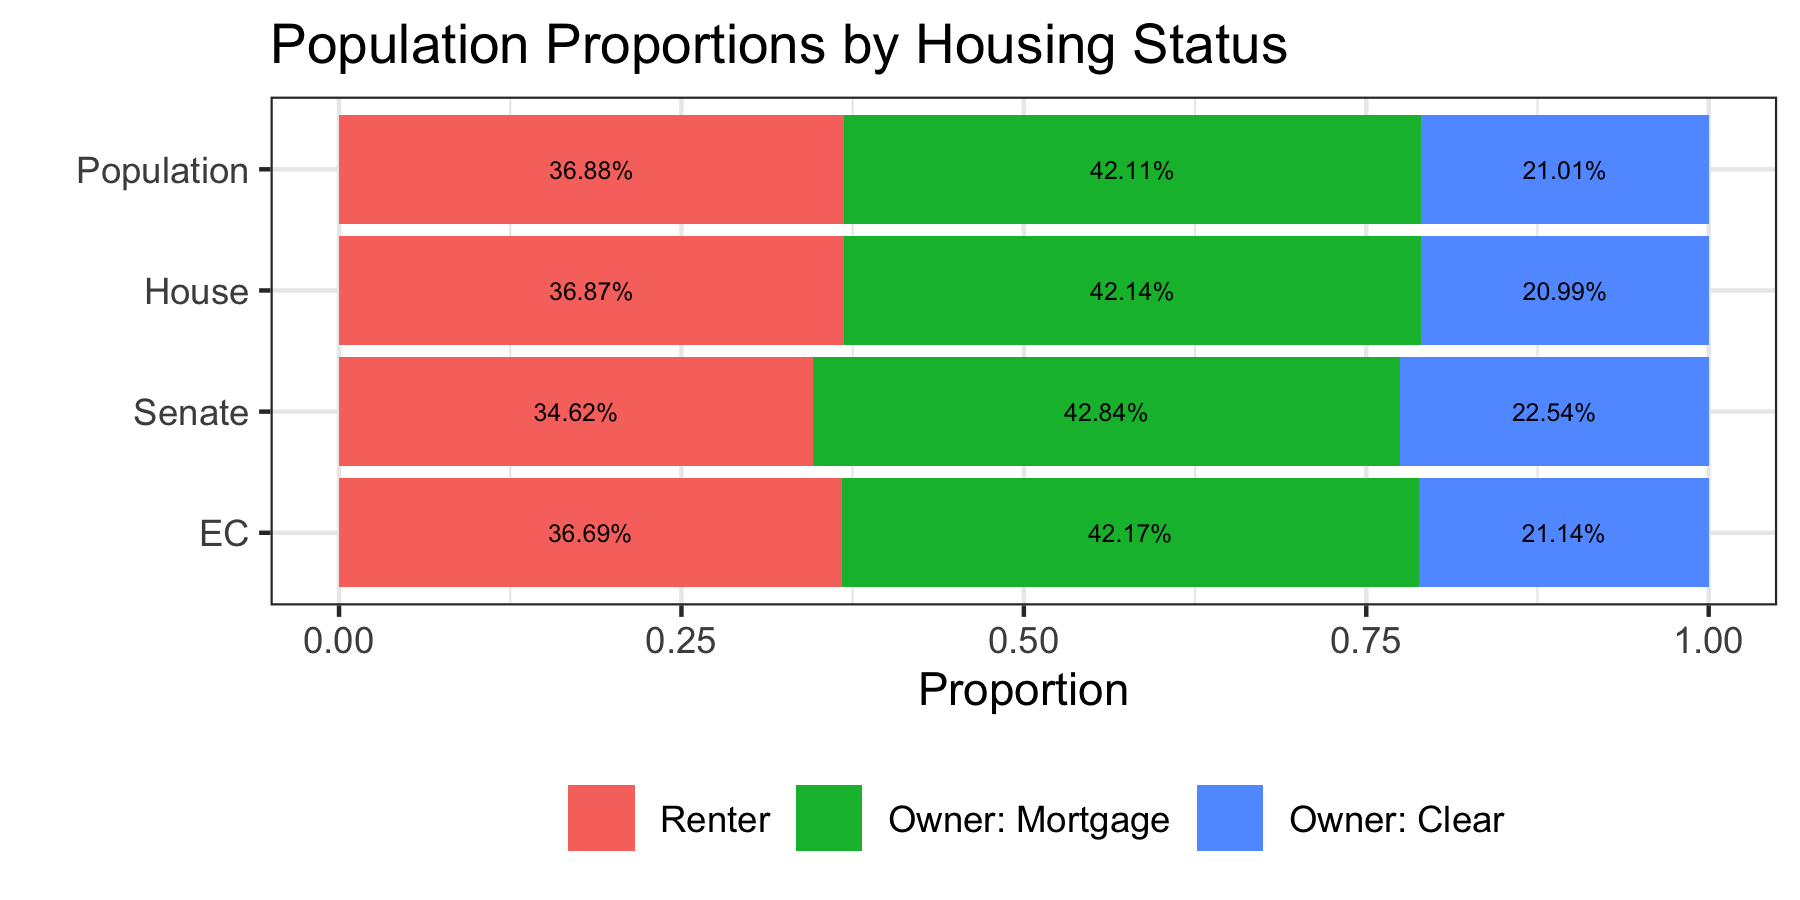 Population Proportions by Housing Status
Population 36.88% 42.11% 21.01%
House 36.87% 42.14% 20.99%
Senate 34.62% 42.84% 22.54%
EC 36.69% 42.17% 21.14%
0.00 0.25 0.50 0.75 1.00
Proportion
Renter Owner: Mortgage Owner: Clear